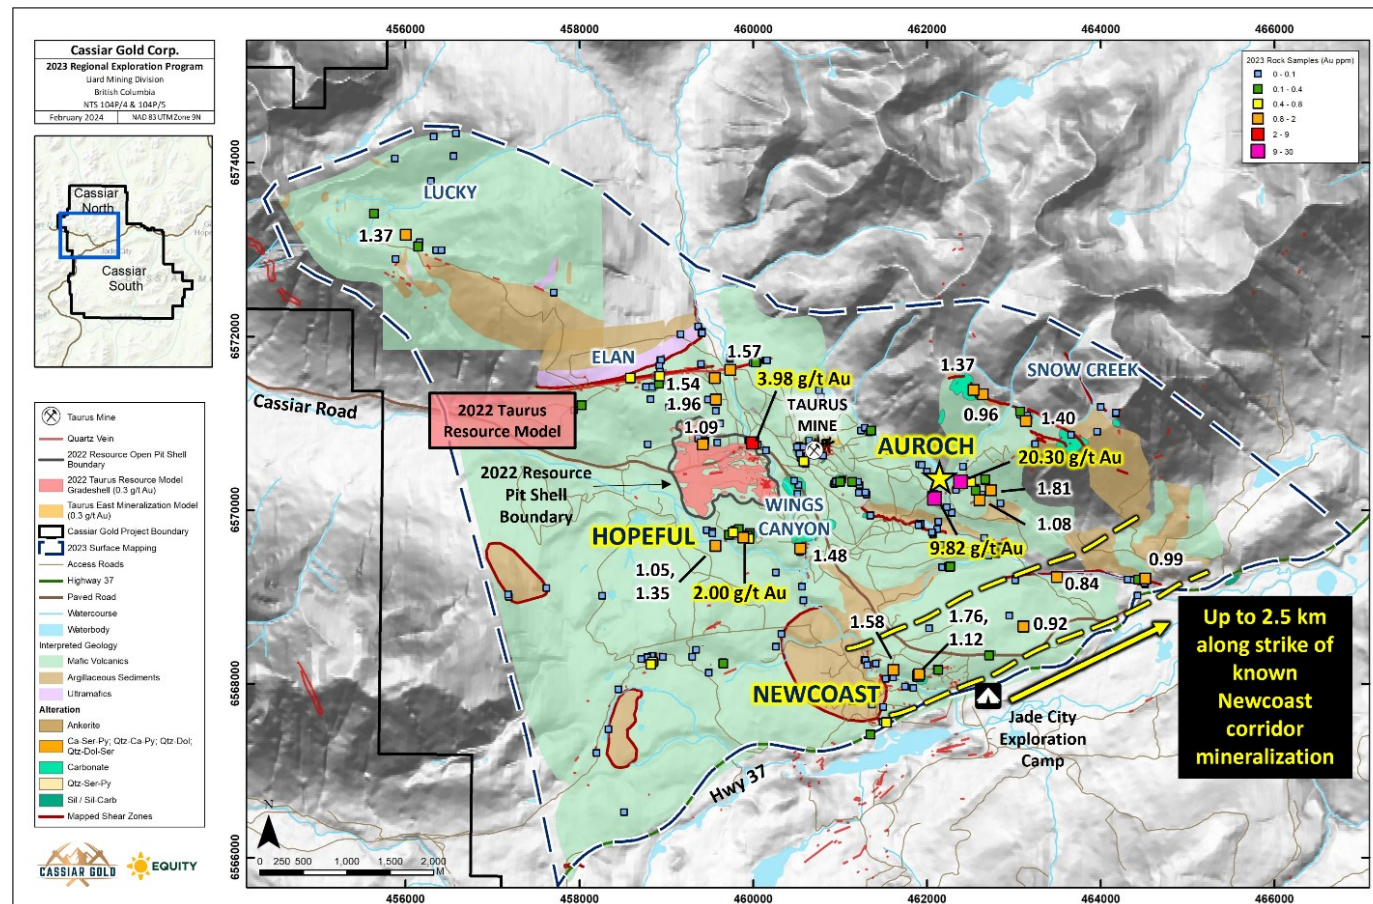 Cassiar Gold Corp.
2023 Regional Exploration Program
Liard Mining Division
British Columbia
NTS 104P/4 & 104P/5
February 2024
NAD 83 UTM Zone 9N
Cassiar
North
Jade City
Cassiar
South
Taurus Mine
Quartz Vein
2022 Resource Open Pit Shell
Boundary
2022 Taurus Resource Model
Gradeshell (0.3 g/t Au)
Taurus East Mineralization Model
(0.3 g/t Au)
Cassiar Gold Project Boundary
2023 Surface Mapping
Access Roads
Highway 37
Paved Road
Watercourse
Waterbody
Interpreted Geology
Mafic Volcanics
Argillaceous Sediments
Ultramafics
Alteration
Ankerite
Ca-Ser-Py; Qtz-Ca-Py; Qtz-Dol;
Qtz-Dol-Ser
Carbonate
Qtz-Ser-Py
Sil / Sil-Carb
Mapped Shear Zones
CASSIAR GOLD
EQUITY
456000
458000
460000
462000
464000
466000
6574000
6572000
6570000
6568000
6566000
2023 Rock Samples (Au ppm)
0 - 0.1
0.1 - 0.4
0.4 - 0.8
0.8 - 2
2 - 9
9 - 30
LUCKY
1.37
ELAN
1.57
1.54
1.96
1.09
3.98 g/t Au
TAURUS
MINE
Cassiar Road
2022 Taurus
Resource Model
2022 Resource
Pit Shell
Boundary
1.37
SNOW CREEK
0.96
1.40
AUROCH
20.30 g/t Au
1.81
1.08
9.82 g/t Au
WINGS
CANYON
HOPEFUL
1.48
1.05,
1.35
2.00 g/t Au
0.99
0.84
1.58
1.76,
1.12
0.92
NEWCOAST
Jade City
Exploration
Camp
Hwy 37
Up to 2.5 km
along strike of
known
Newcoast
corridor
mineralization
N
0 250 500 1,000 1,500 2,000
M
456000
458000
460000
462000
464000
466000